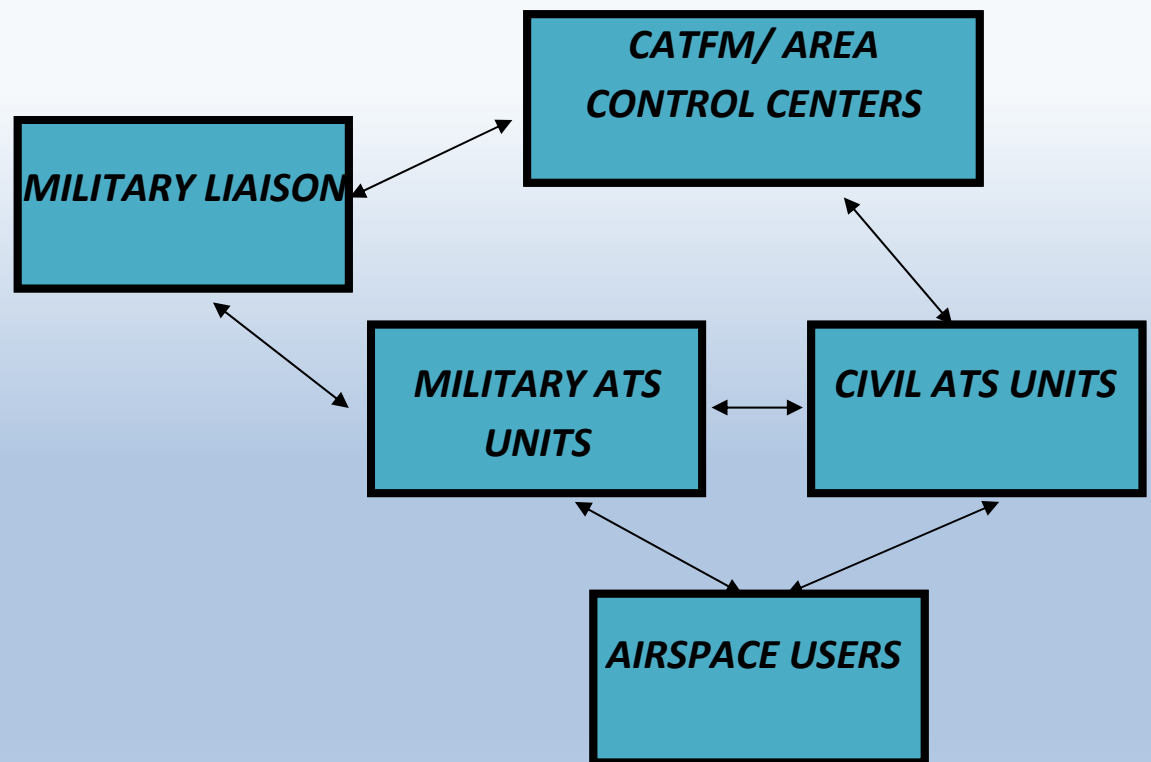 CATFM/ AREA
CONTROL CENTERS
MILITARY LIAISON
MILITARY ATS
UNITS
CIVIL ATS UNITS
AIRSPACE USERS